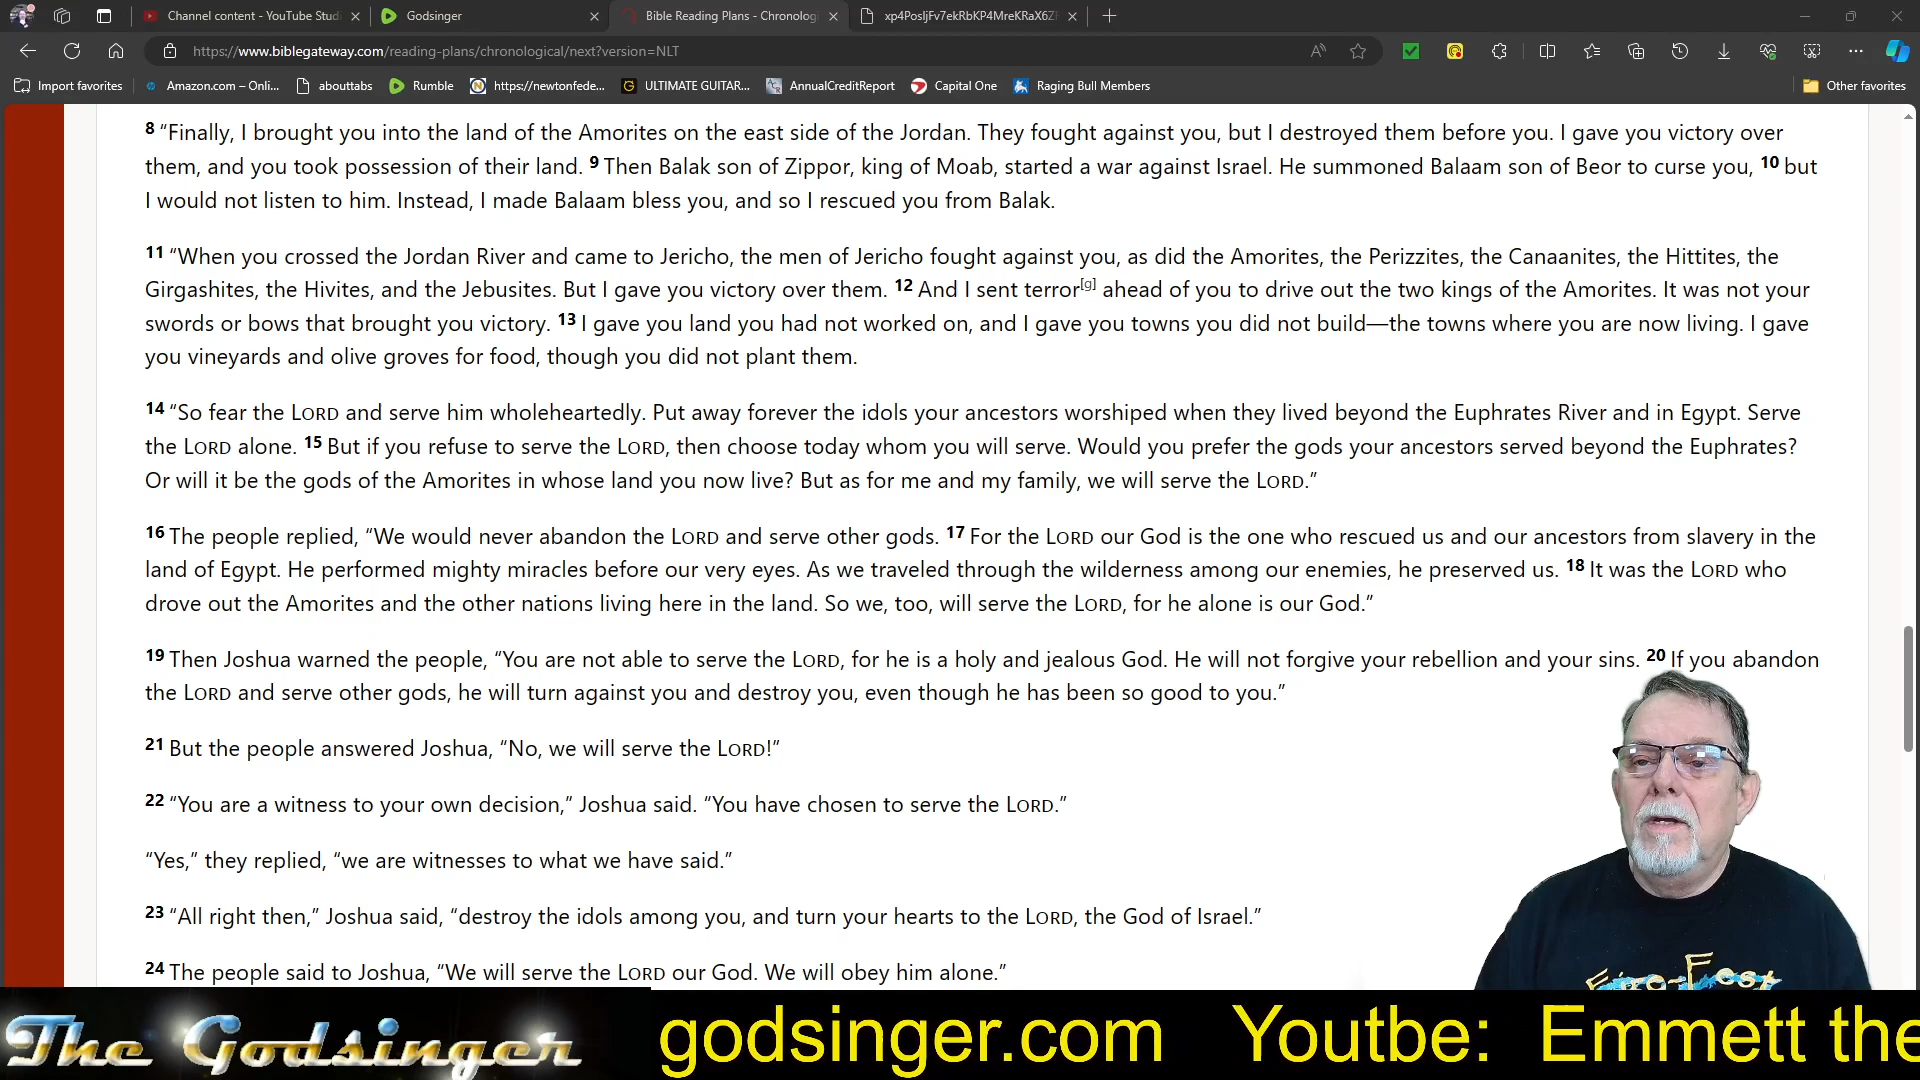 Channel content - YouTube Studi
Godsinger
Bible Reading Plans - Chronologi
xp4PosIjFv7ekRbKP4MreKRaX6ZF
https://www.biblegateway.com/reading-plans/chronological/next?version=NLT
Import favorites
Amazon.com – Onli...
abouttabs
Rumble
https://newtonfede...
ULTIMATE GUITAR...
AnnualCreditReport
Capital One
Raging Bull Members
Other favorites
8 “Finally, I brought you into the land of the Amorites on the east side of the Jordan. They fought against you, but I destroyed them before you. I gave you victory over
them, and you took possession of their land. 9 Then Balak son of Zippor, king of Moab, started a war against Israel. He summoned Balaam son of Beor to curse you, 10 but
I would not listen to him. Instead, I made Balaam bless you, and so I rescued you from Balak.
11 “When you crossed the Jordan River and came to Jericho, the men of Jericho fought against you, as did the Amorites, the Perizzites, the Canaanites, the Hittites, the
Girgashites, the Hivites, and the Jebusites. But I gave you victory over them. 12 And I sent terror[g] ahead of you to drive out the two kings of the Amorites. It was not your
swords or bows that brought you victory. 13 I gave you land you had not worked on, and I gave you towns you did not build—the towns where you are now living. I gave
you vineyards and olive groves for food, though you did not plant them.
14 “So fear the LORD and serve him wholeheartedly. Put away forever the idols your ancestors worshiped when they lived beyond the Euphrates River and in Egypt. Serve
the LORD alone. 15 But if you refuse to serve the LORD, then choose today whom you will serve. Would you prefer the gods your ancestors served beyond the Euphrates?
Or will it be the gods of the Amorites in whose land you now live? But as for me and my family, we will serve the LORD.”
16 The people replied, “We would never abandon the LORD and serve other gods. 17 For the LORD our God is the one who rescued us and our ancestors from slavery in the
land of Egypt. He performed mighty miracles before our very eyes. As we traveled through the wilderness among our enemies, he preserved us. 18 It was the LORD who
drove out the Amorites and the other nations living here in the land. So we, too, will serve the LORD, for he alone is our God.”
19 Then Joshua warned the people, “You are not able to serve the LORD, for he is a holy and jealous God. He will not forgive your rebellion and your sins. 20 If you abandon
the LORD and serve other gods, he will turn against you and destroy you, even though he has been so good to you.”
21 But the people answered Joshua, “No, we will serve the LORD!”
22 “You are a witness to your own decision,” Joshua said. “You have chosen to serve the LORD.”
“Yes,” they replied, “we are witnesses to what we have said.”
23 “All right then,” Joshua said, “destroy the idols among you, and turn your hearts to the LORD, the God of Israel.”
24 The people said to Joshua, “We will serve the LORD our God. We will obey him alone.”
The Godsinger
godsinger.com Youtbe: Emmett the